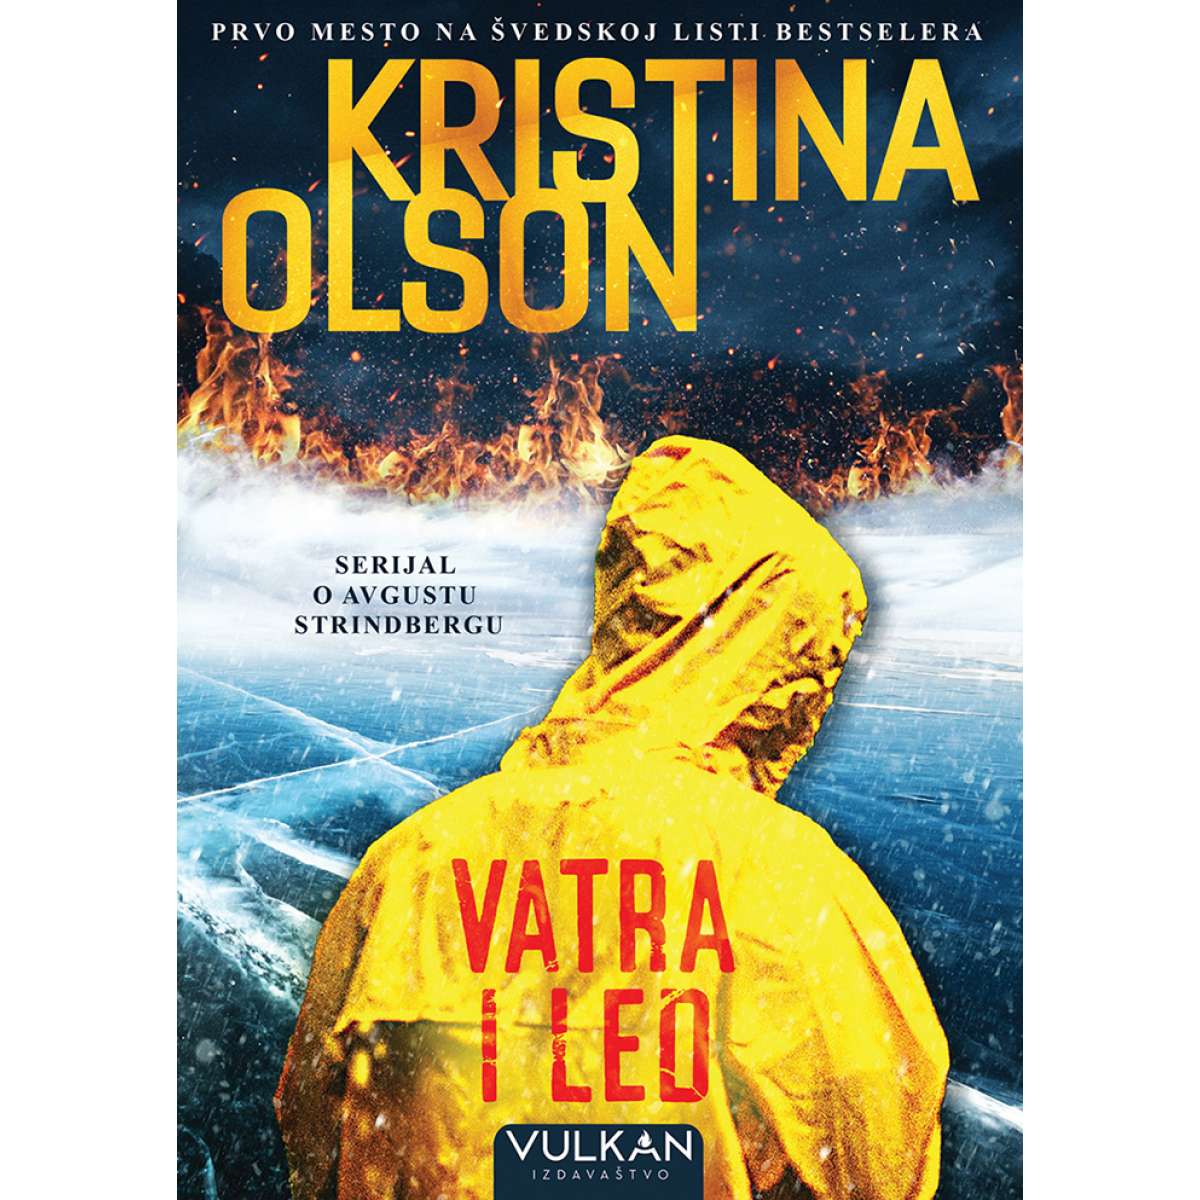 PRVO MESTO NA ŠVEDSKOJ LISTI BESTSELERA
KRISTINA
OLSON
SERIJAL
O AVGUSTU
STRINDBERGU
VATRA
I LED
VULKAN
IZDAVAŠTVO